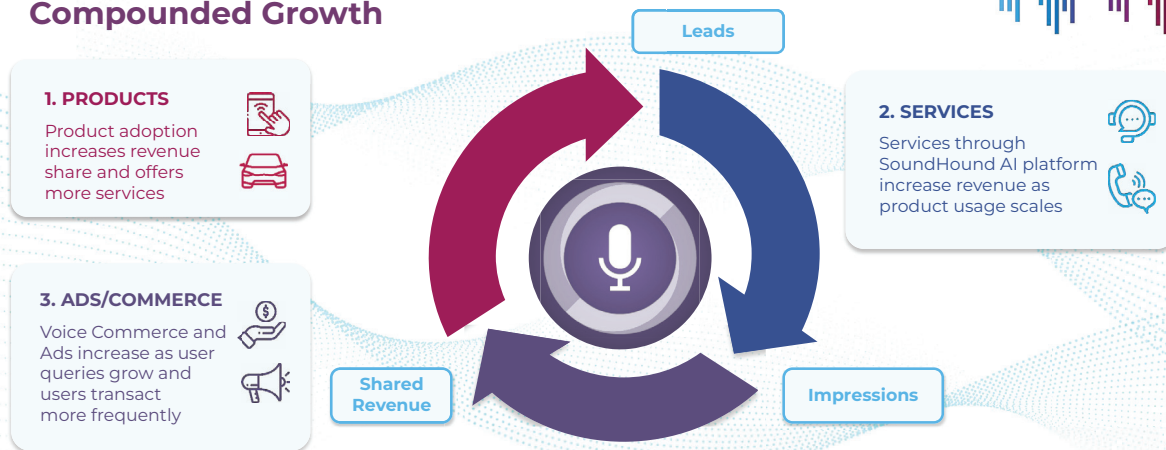 Compounded Growth
Leads
1. PRODUCTS
Product adoption
increases revenue
share and offers
more services
2. SERVICES
Services through
SoundHound AI platform
increase revenue as
product usage scales
3. ADS/COMMERCE
Voice Commerce and
Ads increase as user
queries grow and
users transact
more frequently
$
Shared
Revenue
Impressions